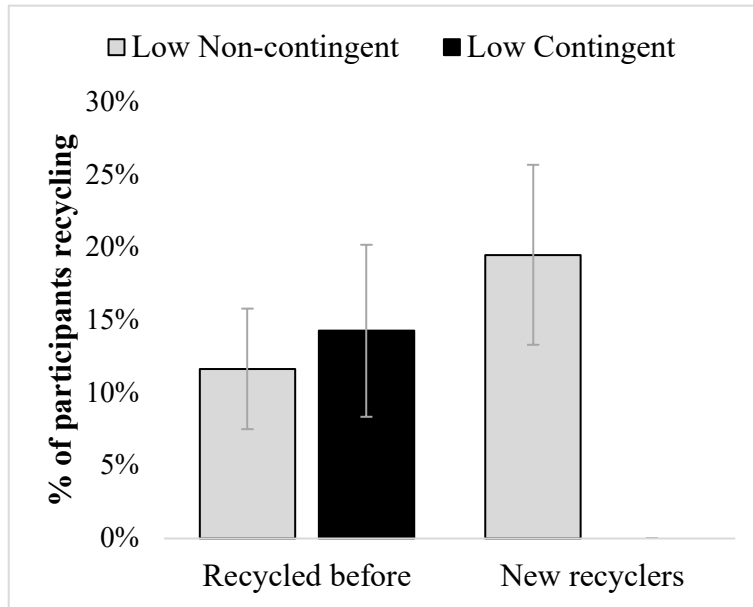 Low Non-contingent Low Contingent
30%
25%
20%
15%
10%
5%
0%
% of participants recycling
Recycled before New recyclers